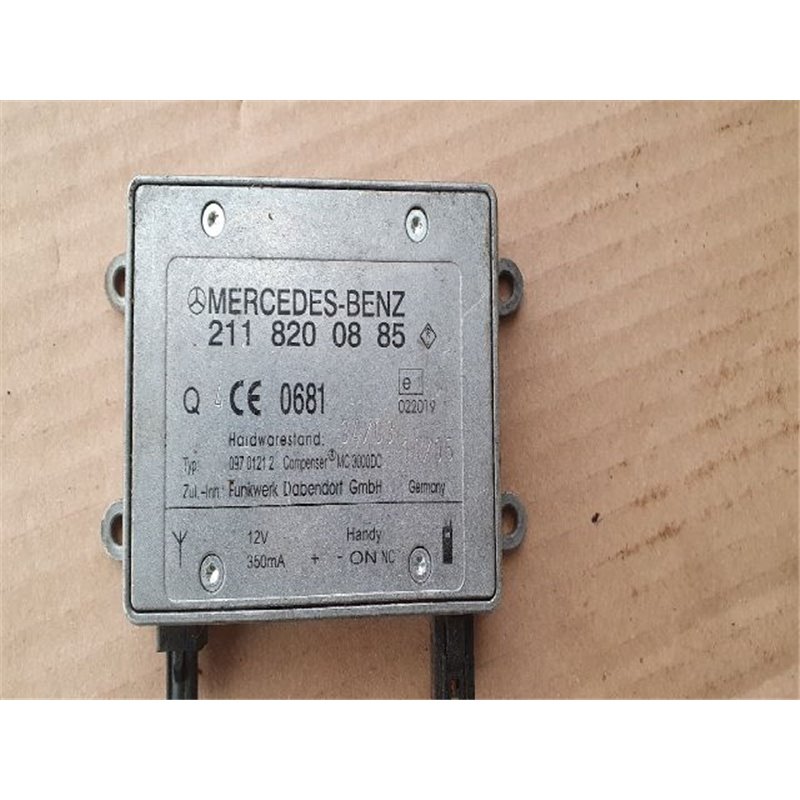 MERCEDES-BENZ
211 820 08 85
Q CE 0681 e
022019
Hardwarestand:
Typ: 097 0121 2 Compenser® MC 3000DC
Zul.-Inh: Funkwerk Dabendorf GmbH Germany
12V Handy
350mA + - ON NC